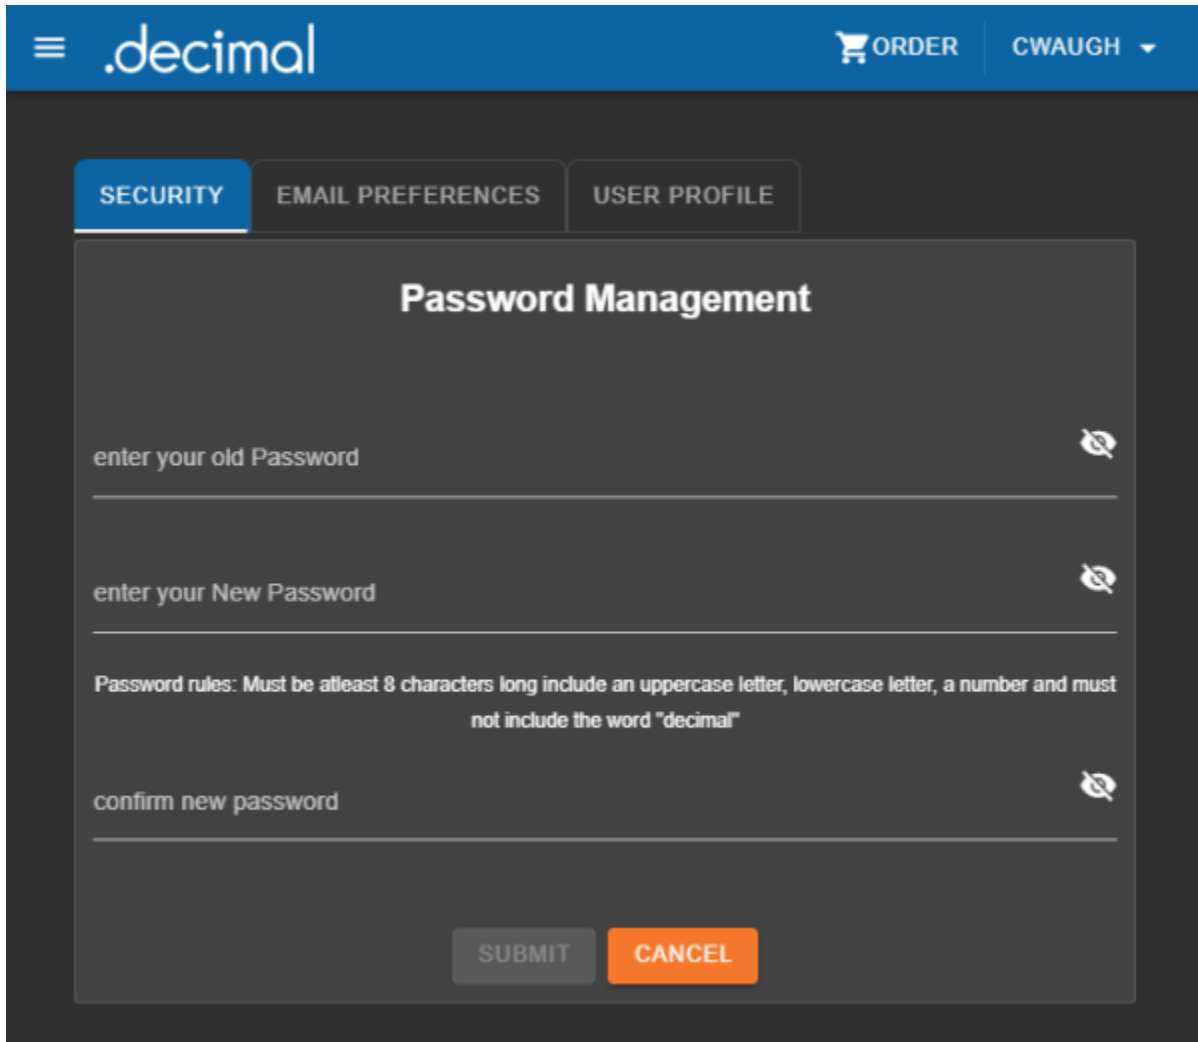 .decimal
ORDER
CWAUGH
SECURITY
EMAIL PREFERENCES
USER PROFILE
Password Management
enter your old Password
enter your New Password
Password rules: Must be atleast 8 characters long include an uppercase letter, lowercase letter, a number and must
not include the word "decimal"
confirm new password
SUBMIT
CANCEL